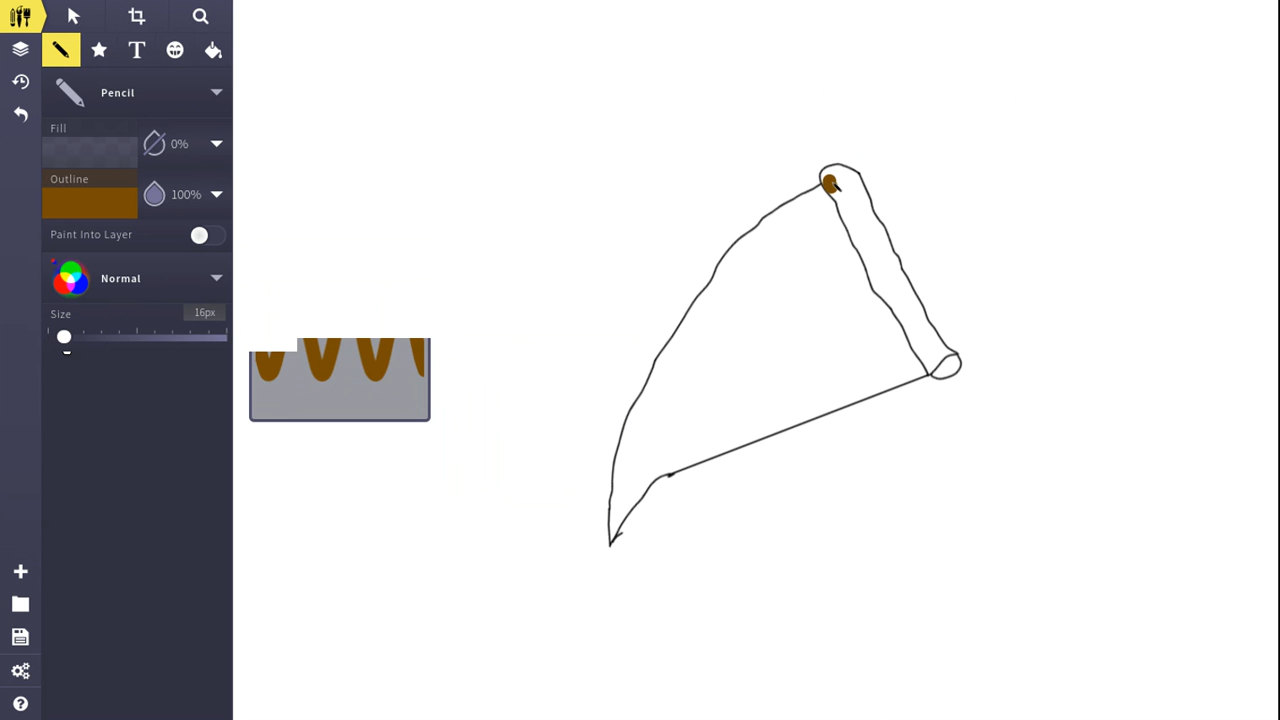 T
Pencil
Fill
0%
Outline
100%
Paint Into Layer
Normal
Size
16px
?